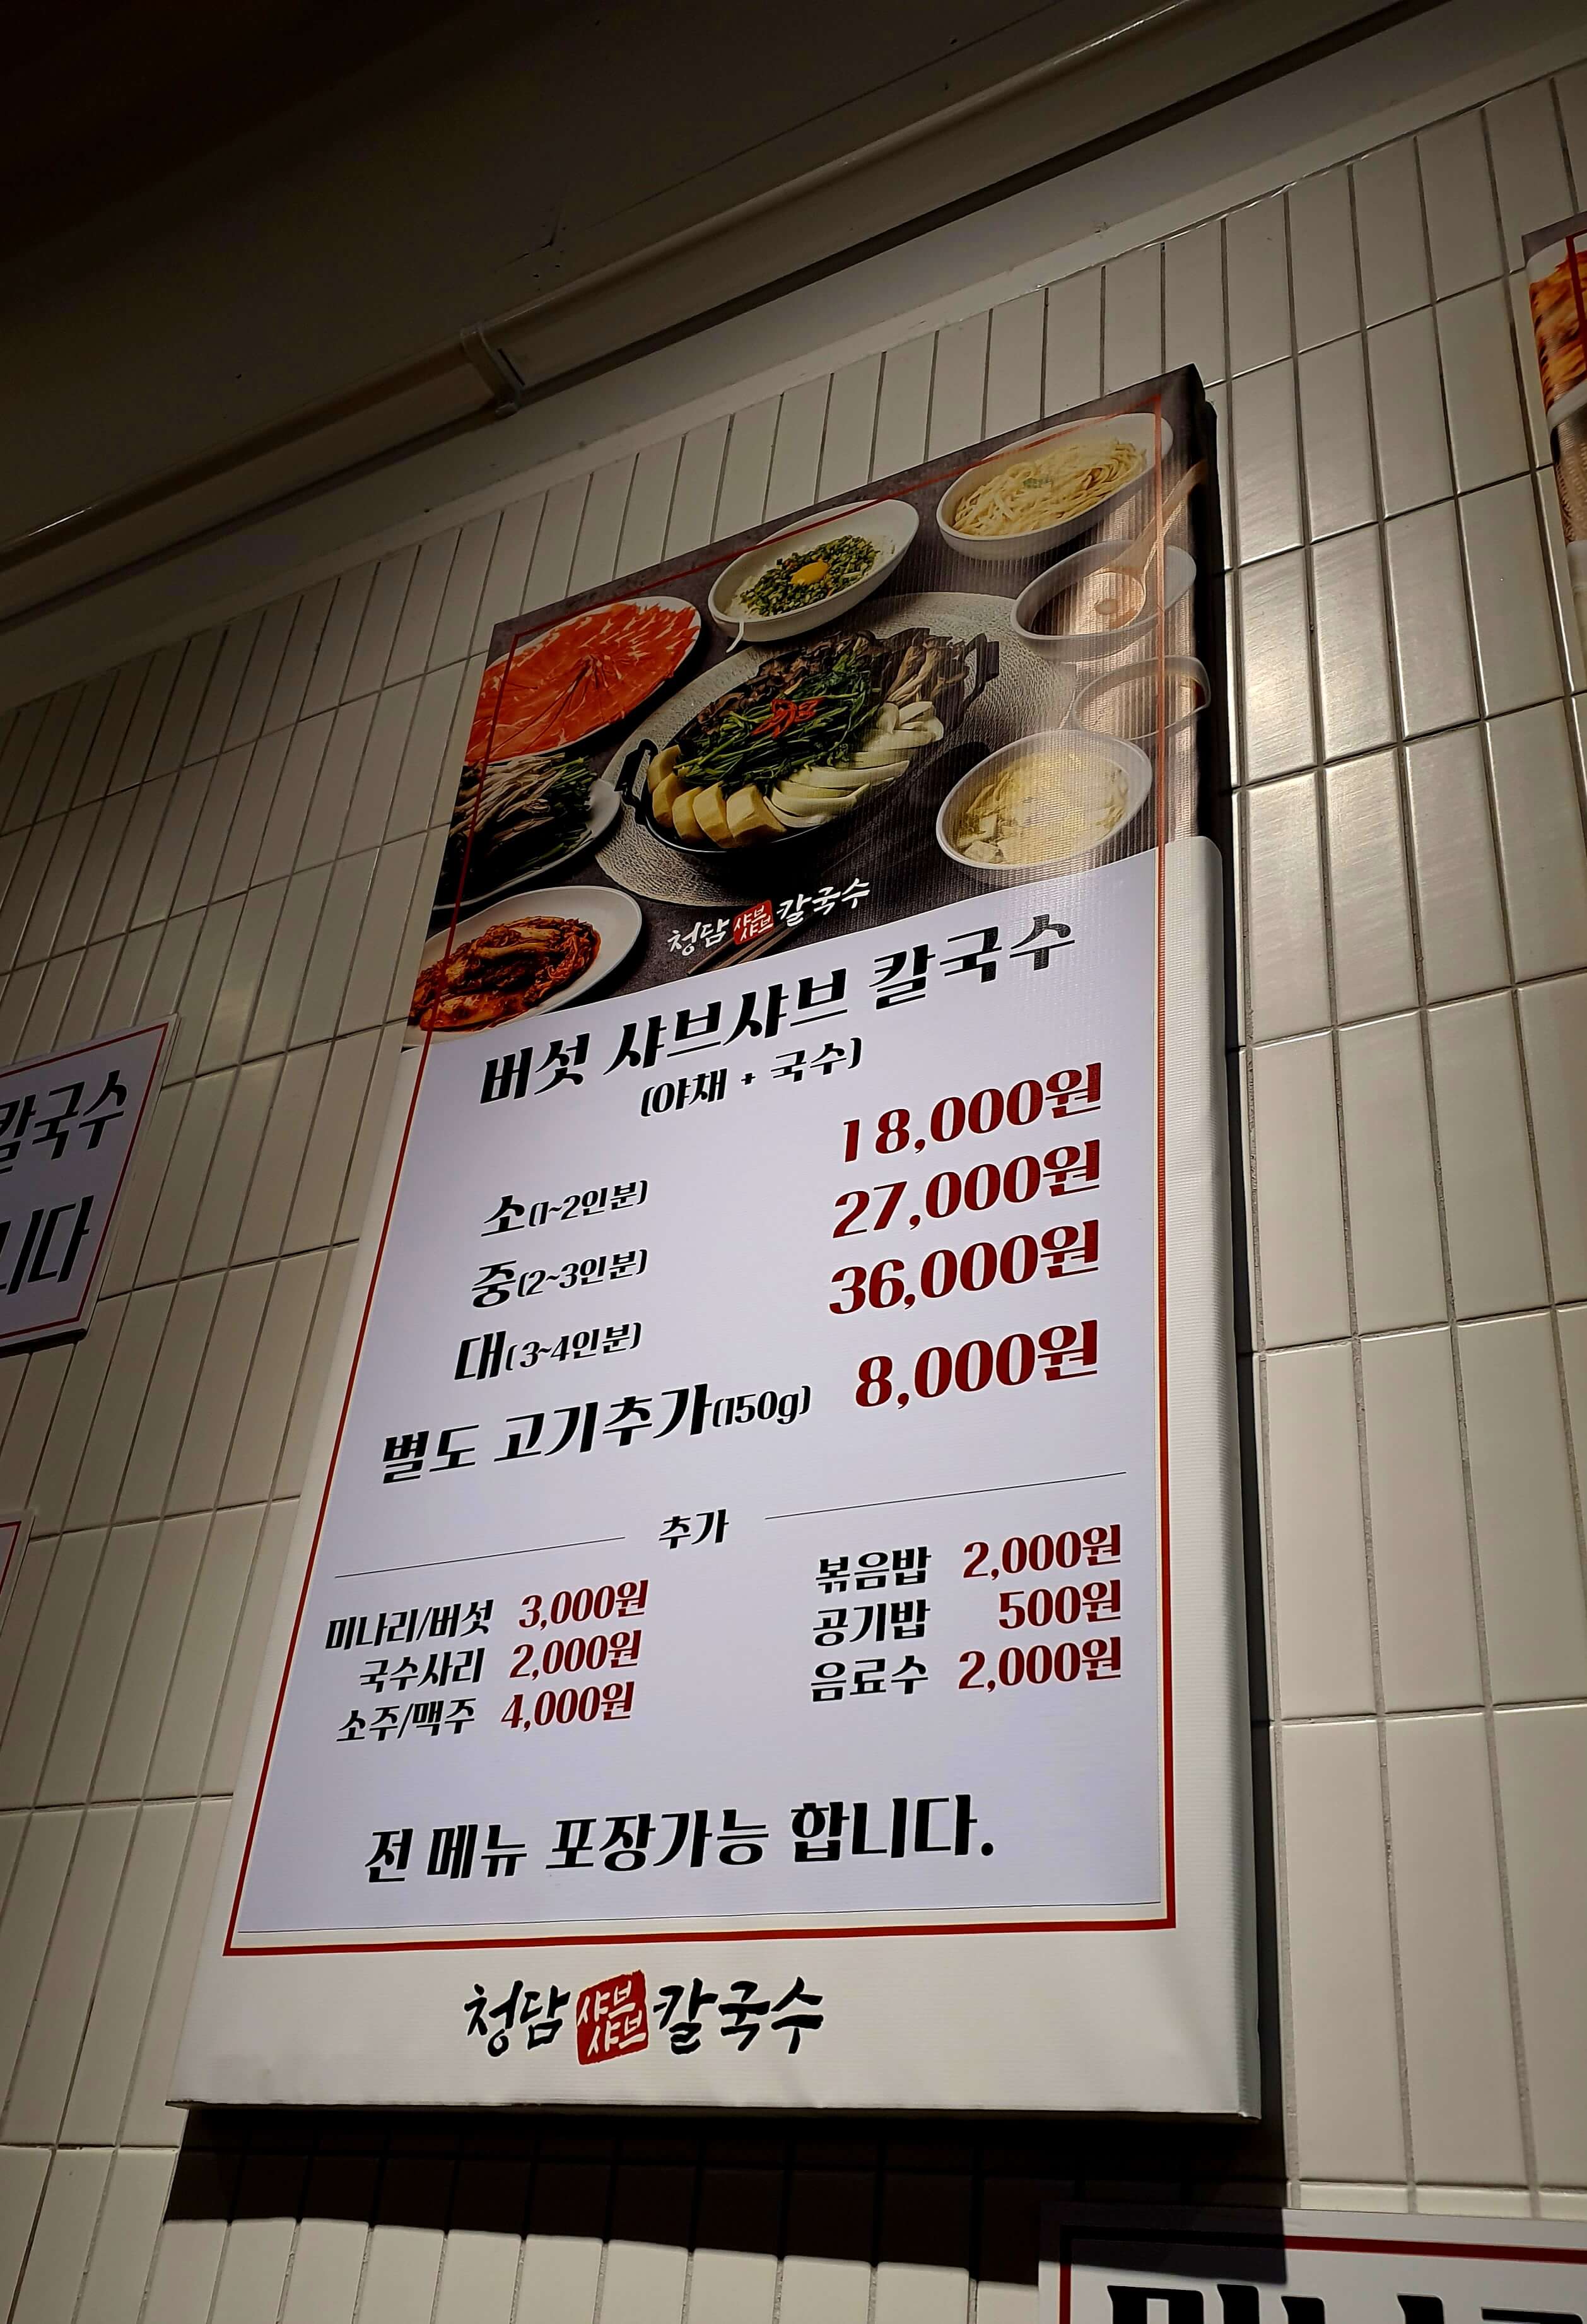 청담 샤브샤브 칼국수
버섯 샤브샤브 칼국수
(야채 + 국수)
소(1~2인분) 18,000원
중(2~3인분) 27,000원
대(3~4인분) 36,000원
별도 고기추가(150g) 8,000원
추가
미나리/버섯 3,000원 볶음밥 2,000원
국수사리 2,000원 공기밥 500원
소주/맥주 4,000원 음료수 2,000원
전 메뉴 포장가능 합니다.
청담 샤브샤브 칼국수
칼국수
니다